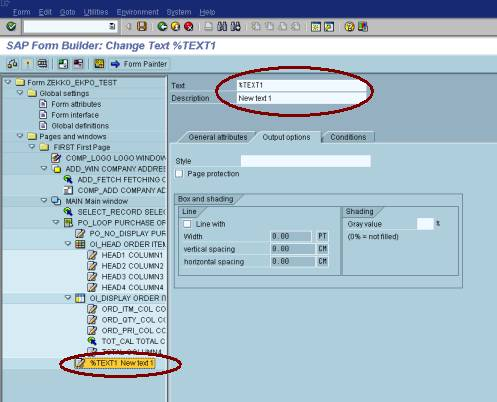 Form Edit Goto Utilities Environment System Help
SAP Form Builder: Change Text %TEXT1
Form Painter
Form ZEKKO_EKPO_TEST
Global settings
Form attributes
Form interface
Global definitions
Pages and windows
FIRST First Page
COMP_LOGO LOGO WINDOW
ADD_WIN COMPANY ADDRES
ADD_FETCH FETCHING C
COMP_ADD COMPANY AD
MAIN Main window
SELECT_RECORD SELEC
PO_LOOP PURCHASE OR
PO_NO_DISPLAY PUR
OI_HEAD ORDER ITEM
HEAD1 COLUMN1
HEAD2 COLUMN2
HEAD3 COLUMN3
HEAD4 COLUMN4
OI_DISPLAY ORDER IT
ORD_ITM_COL CO
ORD_QTY_COL CO
ORD_PRI_COL CO
TOT_CAL TOTAL C
TOTAL COLUMN4
%TEXT1 New text 1
Text %TEXT1
Description New text 1
General attributes Output options Conditions
Style
Page protection
Box and shading
Line Shading
Line with Gray value %
Width 0.00 PT (0% = not filled)
vertical spacing 0.00 CM
horizontal spacing 0.00 CM